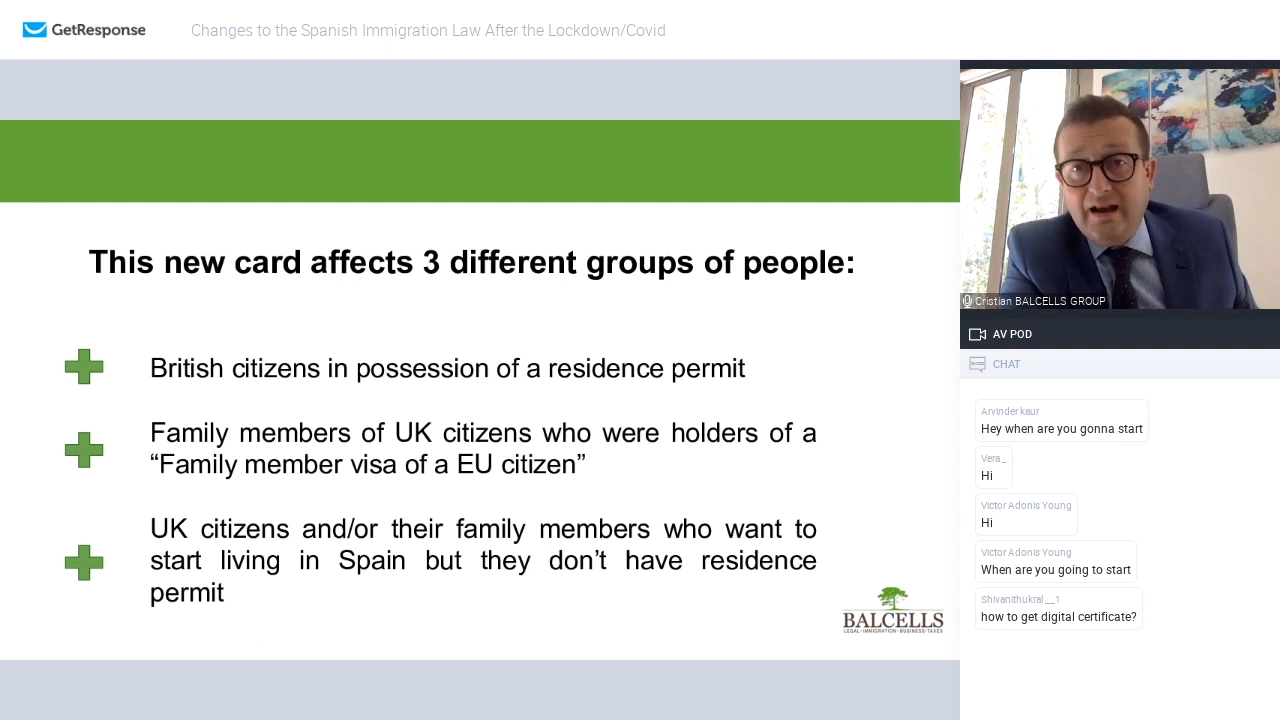 GetResponse
Changes to the Spanish Immigration Law After the Lockdown/Covid
This new card affects 3 different groups of people:
British citizens in possession of a residence permit
Family members of UK citizens who were holders of a
“Family member visa of a EU citizen”
UK citizens and/or their family members who want to
start living in Spain but they don’t have residence
permit
BALCELLS
LEGAL·IMMIGRATION·BUSINESS·TAXES
Cristian BALCELLS GROUP
AV POD
CHAT
Arvinder kaur
Hey when are you gonna start
Vera_
Hi
Victor Adonis Young
Hi
Victor Adonis Young
When are you going to start
Shivanithukral__1
how to get digital certificate?